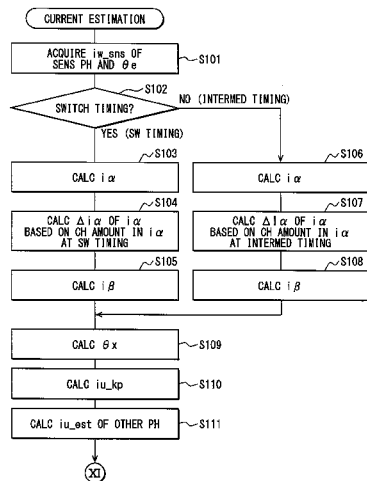 CURRENT ESTIMATION
ACQUIRE iw_sns OF
SENS PH AND θe
S101
S102
SWITCH TIMING?
NO (INTERMED TIMING)
YES (SW TIMING)
S103
CALC iα
S106
CALC iα
S104
CALC Δiα OF iα
BASED ON CH AMOUNT IN iα
AT SW TIMING
S107
CALC Δiα OF iα
BASED ON CH AMOUNT IN iα
AT INTERMED TIMING
S105
CALC iβ
S108
CALC iβ
CALC θx
S109
CALC iu_kp
S110
CALC iu_est OF OTHER PH
S111
XI